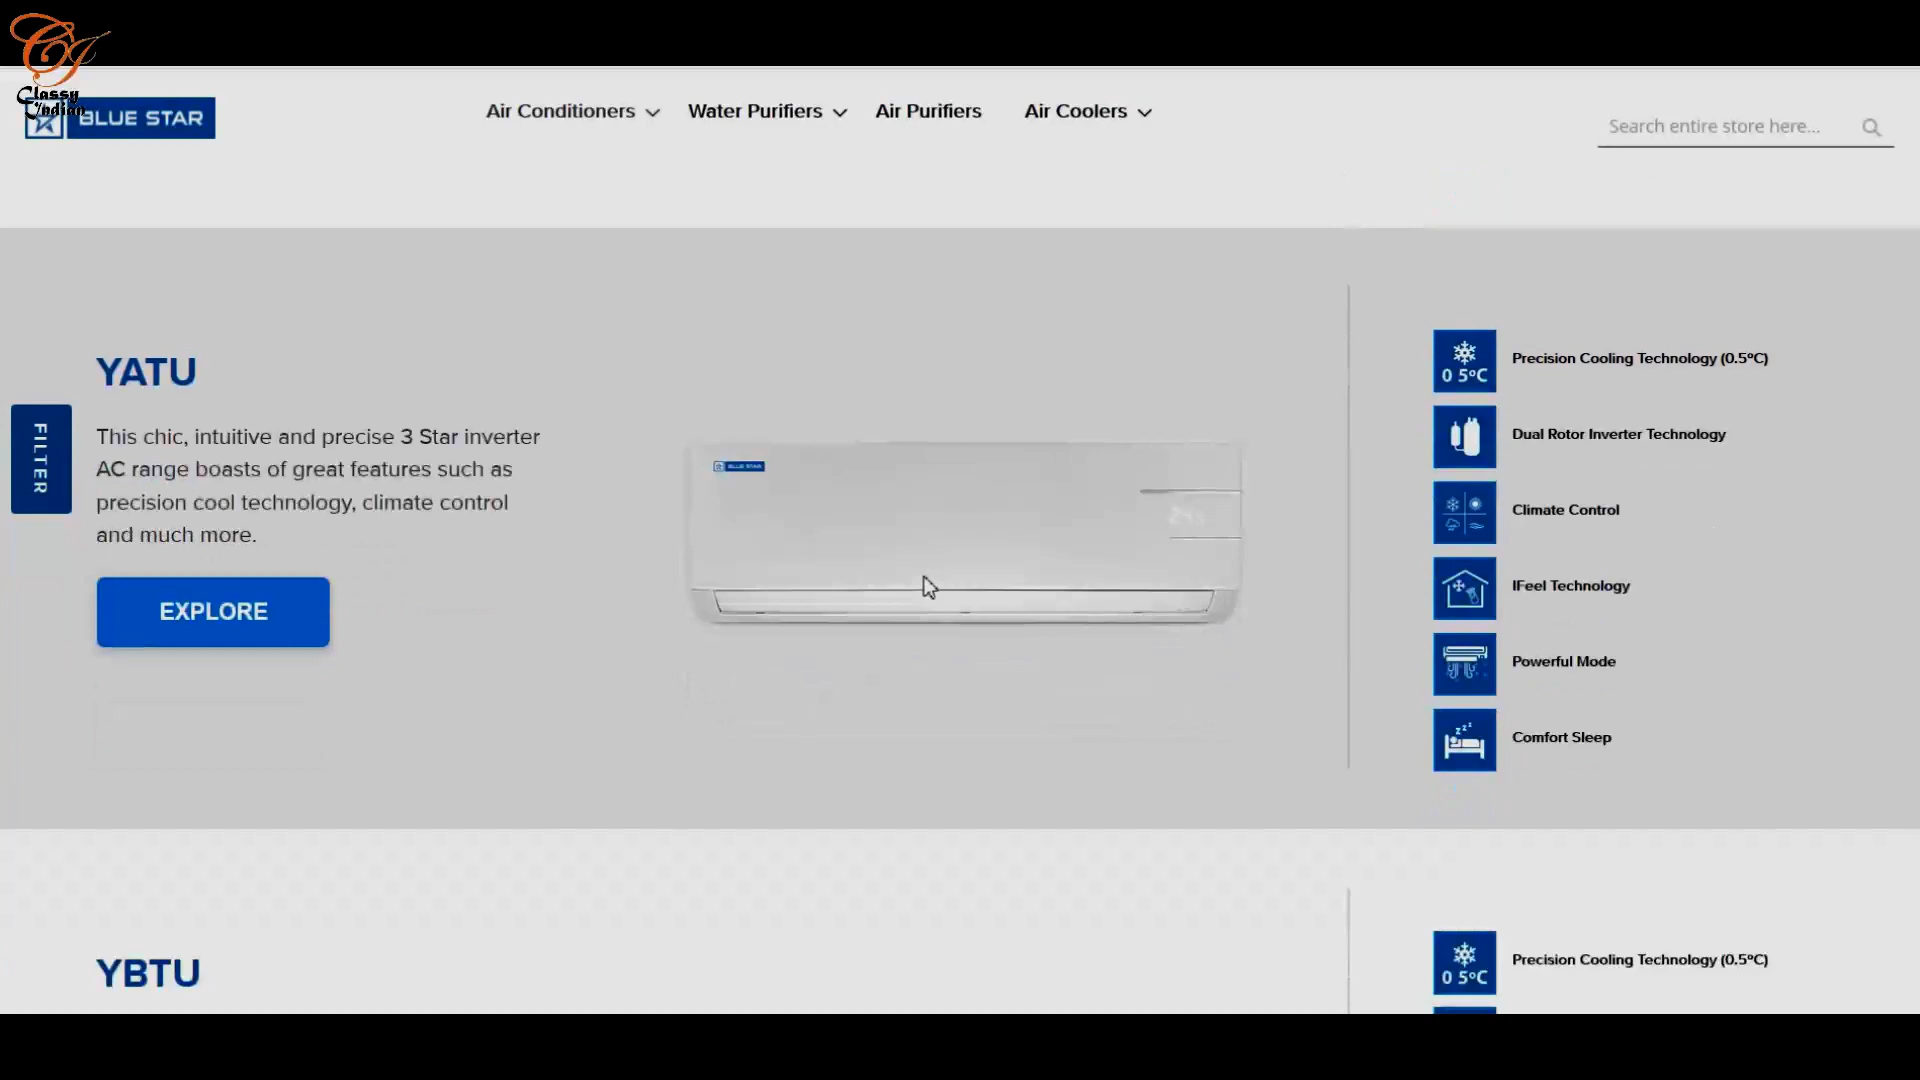 Classy
Indian
BLUE STAR
Air Conditioners
Water Purifiers
Air Purifiers
Air Coolers
Search entire store here...
YATU
This chic, intuitive and precise 3 Star inverter
AC range boasts of great features such as
precision cool technology, climate control
and much more.
EXPLORE
FILTER
BLUE STAR
0 5°C
Precision Cooling Technology (0.5°C)
Dual Rotor Inverter Technology
Climate Control
IFeel Technology
Powerful Mode
Comfort Sleep
YBTU
0 5°C
Precision Cooling Technology (0.5°C)